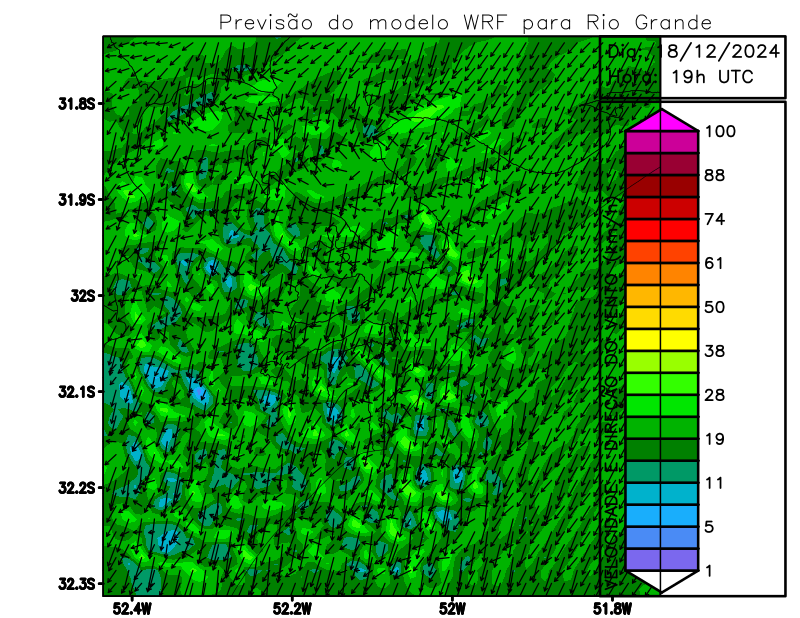 Previsão do modelo WRF para Rio Grande
Dia: 18/12/2024
Hora: 19h UTC
31.8S
31.9S
32S
32.1S
32.2S
32.3S
52.4W
52.2W
52W
51.8W
VELOCIDADE E DIREÇÃO DO VENTO (km/h)
100
88
74
61
50
38
28
19
11
5
1